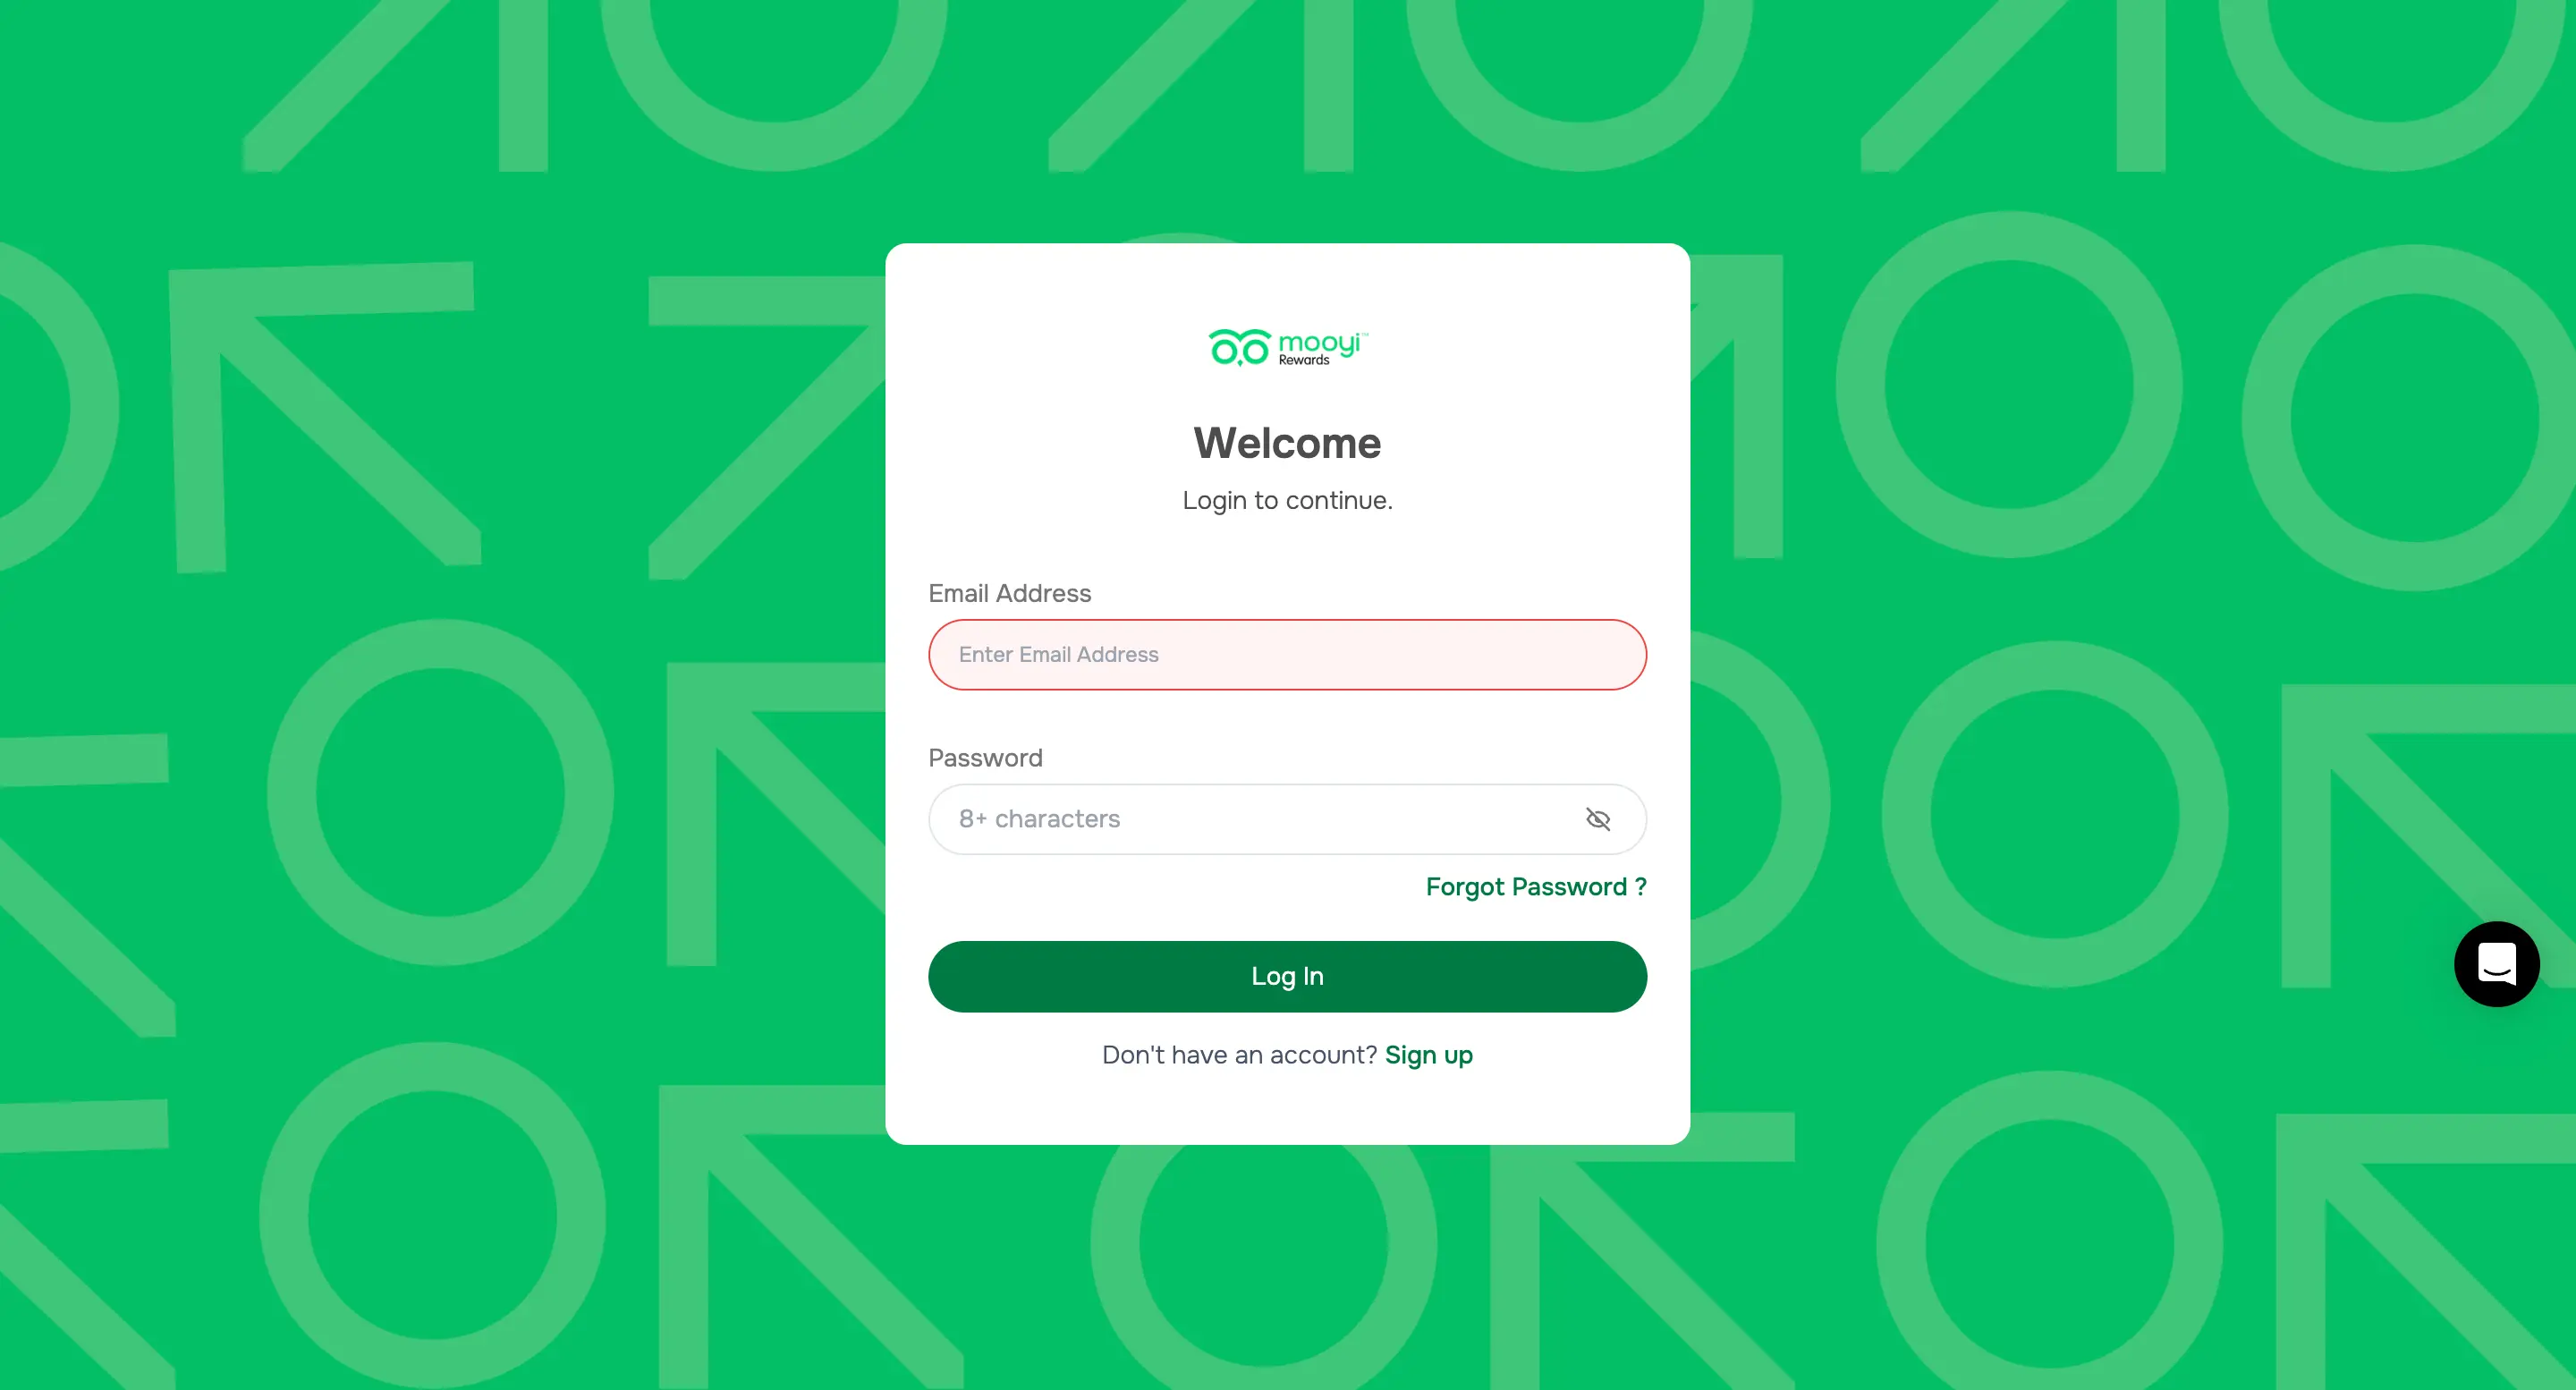 mooyi™
Rewards
Welcome
Login to continue.
Email Address
Enter Email Address
Password
8+ characters
Forgot Password ?
Log In
Don't have an account? Sign up